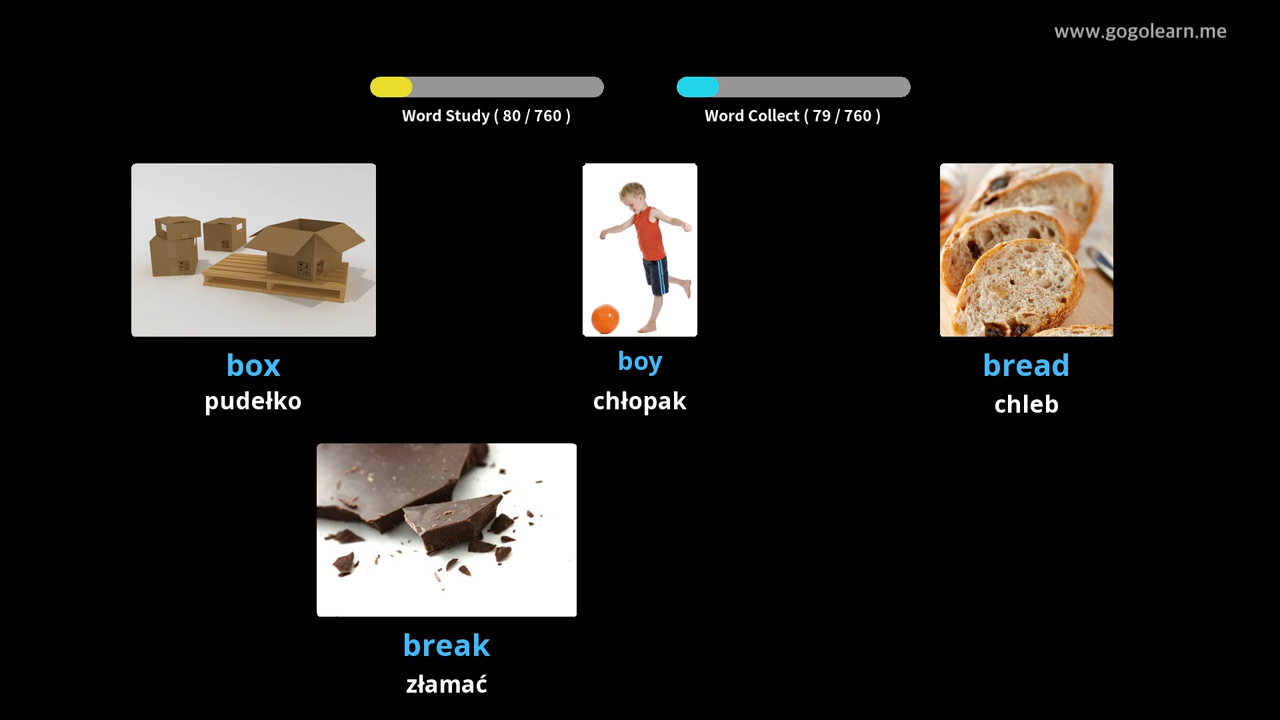 www.gogolearn.me
Word Study ( 80 / 760 )
Word Collect ( 79 / 760 )
box
pudełko
boy
chłopak
bread
chleb
break
złamać